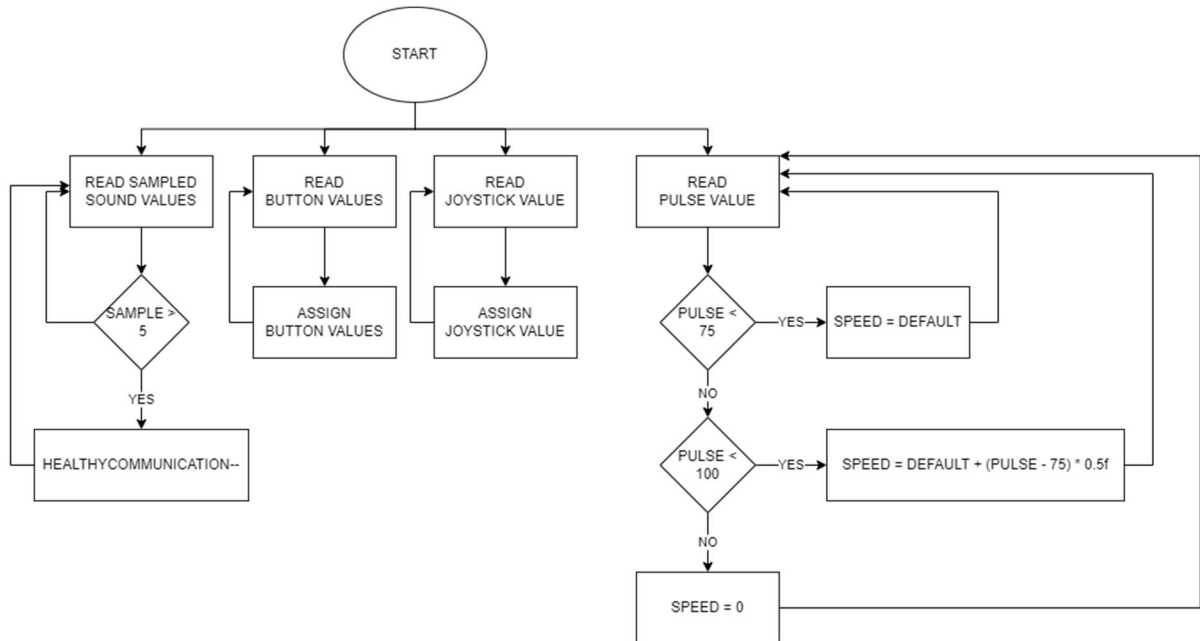 START
READ SAMPLED
SOUND VALUES
READ
BUTTON VALUES
READ
JOYSTICK VALUE
READ
PULSE VALUE
SAMPLE >
5
ASSIGN
BUTTON VALUES
ASSIGN
JOYSTICK VALUE
PULSE <
75
YES
SPEED = DEFAULT
YES
NO
HEALTHYCOMMUNICATION--
PULSE <
100
YES
SPEED = DEFAULT + (PULSE - 75) * 0.5f
NO
SPEED = 0